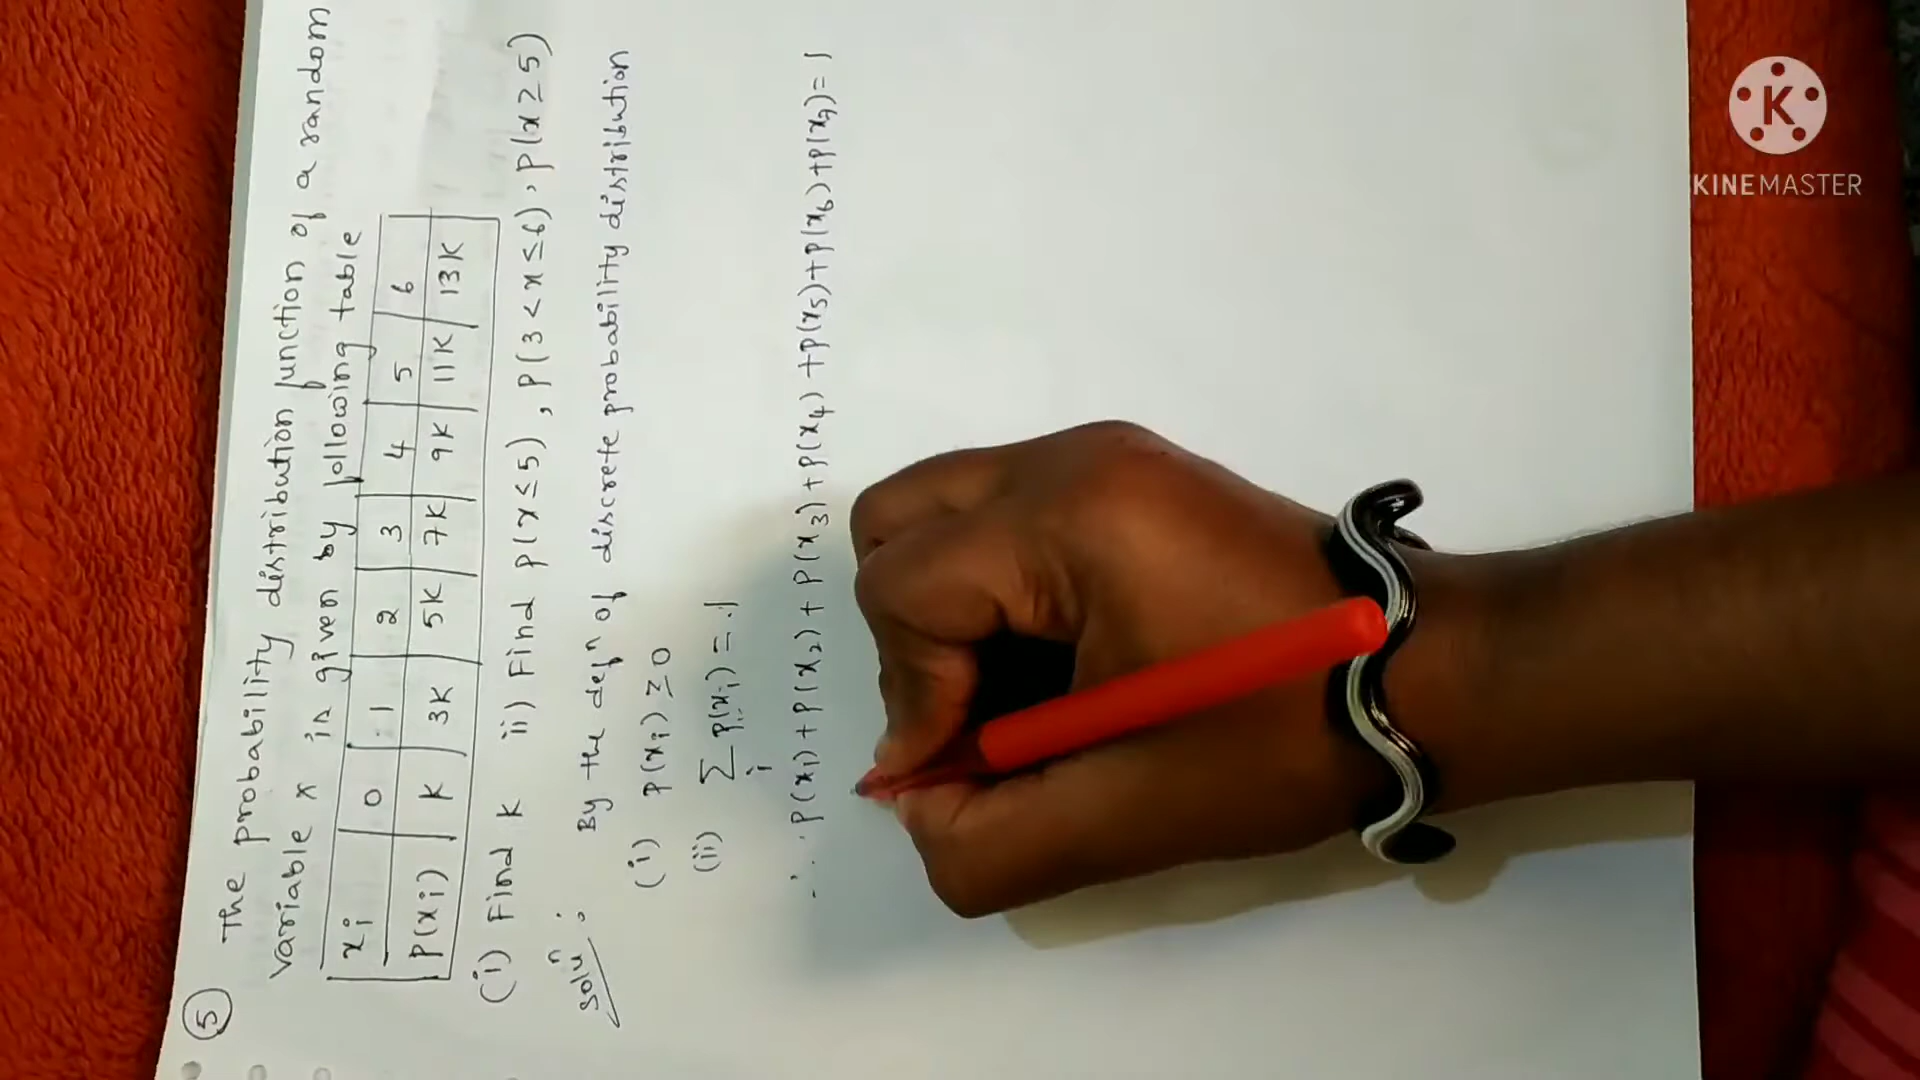 5 The probability distribution function of a random
variable x is given by following table
xi 0 1 2 3 4 5 6
P(xi) K 3K 5K 7K 9K 11K 13K
(i) Find K ii) Find P(x≤5), P(3<x≤6), P(x≥5)
Soluⁿ: By the defⁿ of discrete probability distribution
(i) P(xi) ≥ 0
(ii) ∑i P(xi) = 1
∴ P(x₁)+P(x₂)+P(x₃)+P(x₄)+P(x₅)+P(x₆)+P(x₇)=1
KINEMASTER